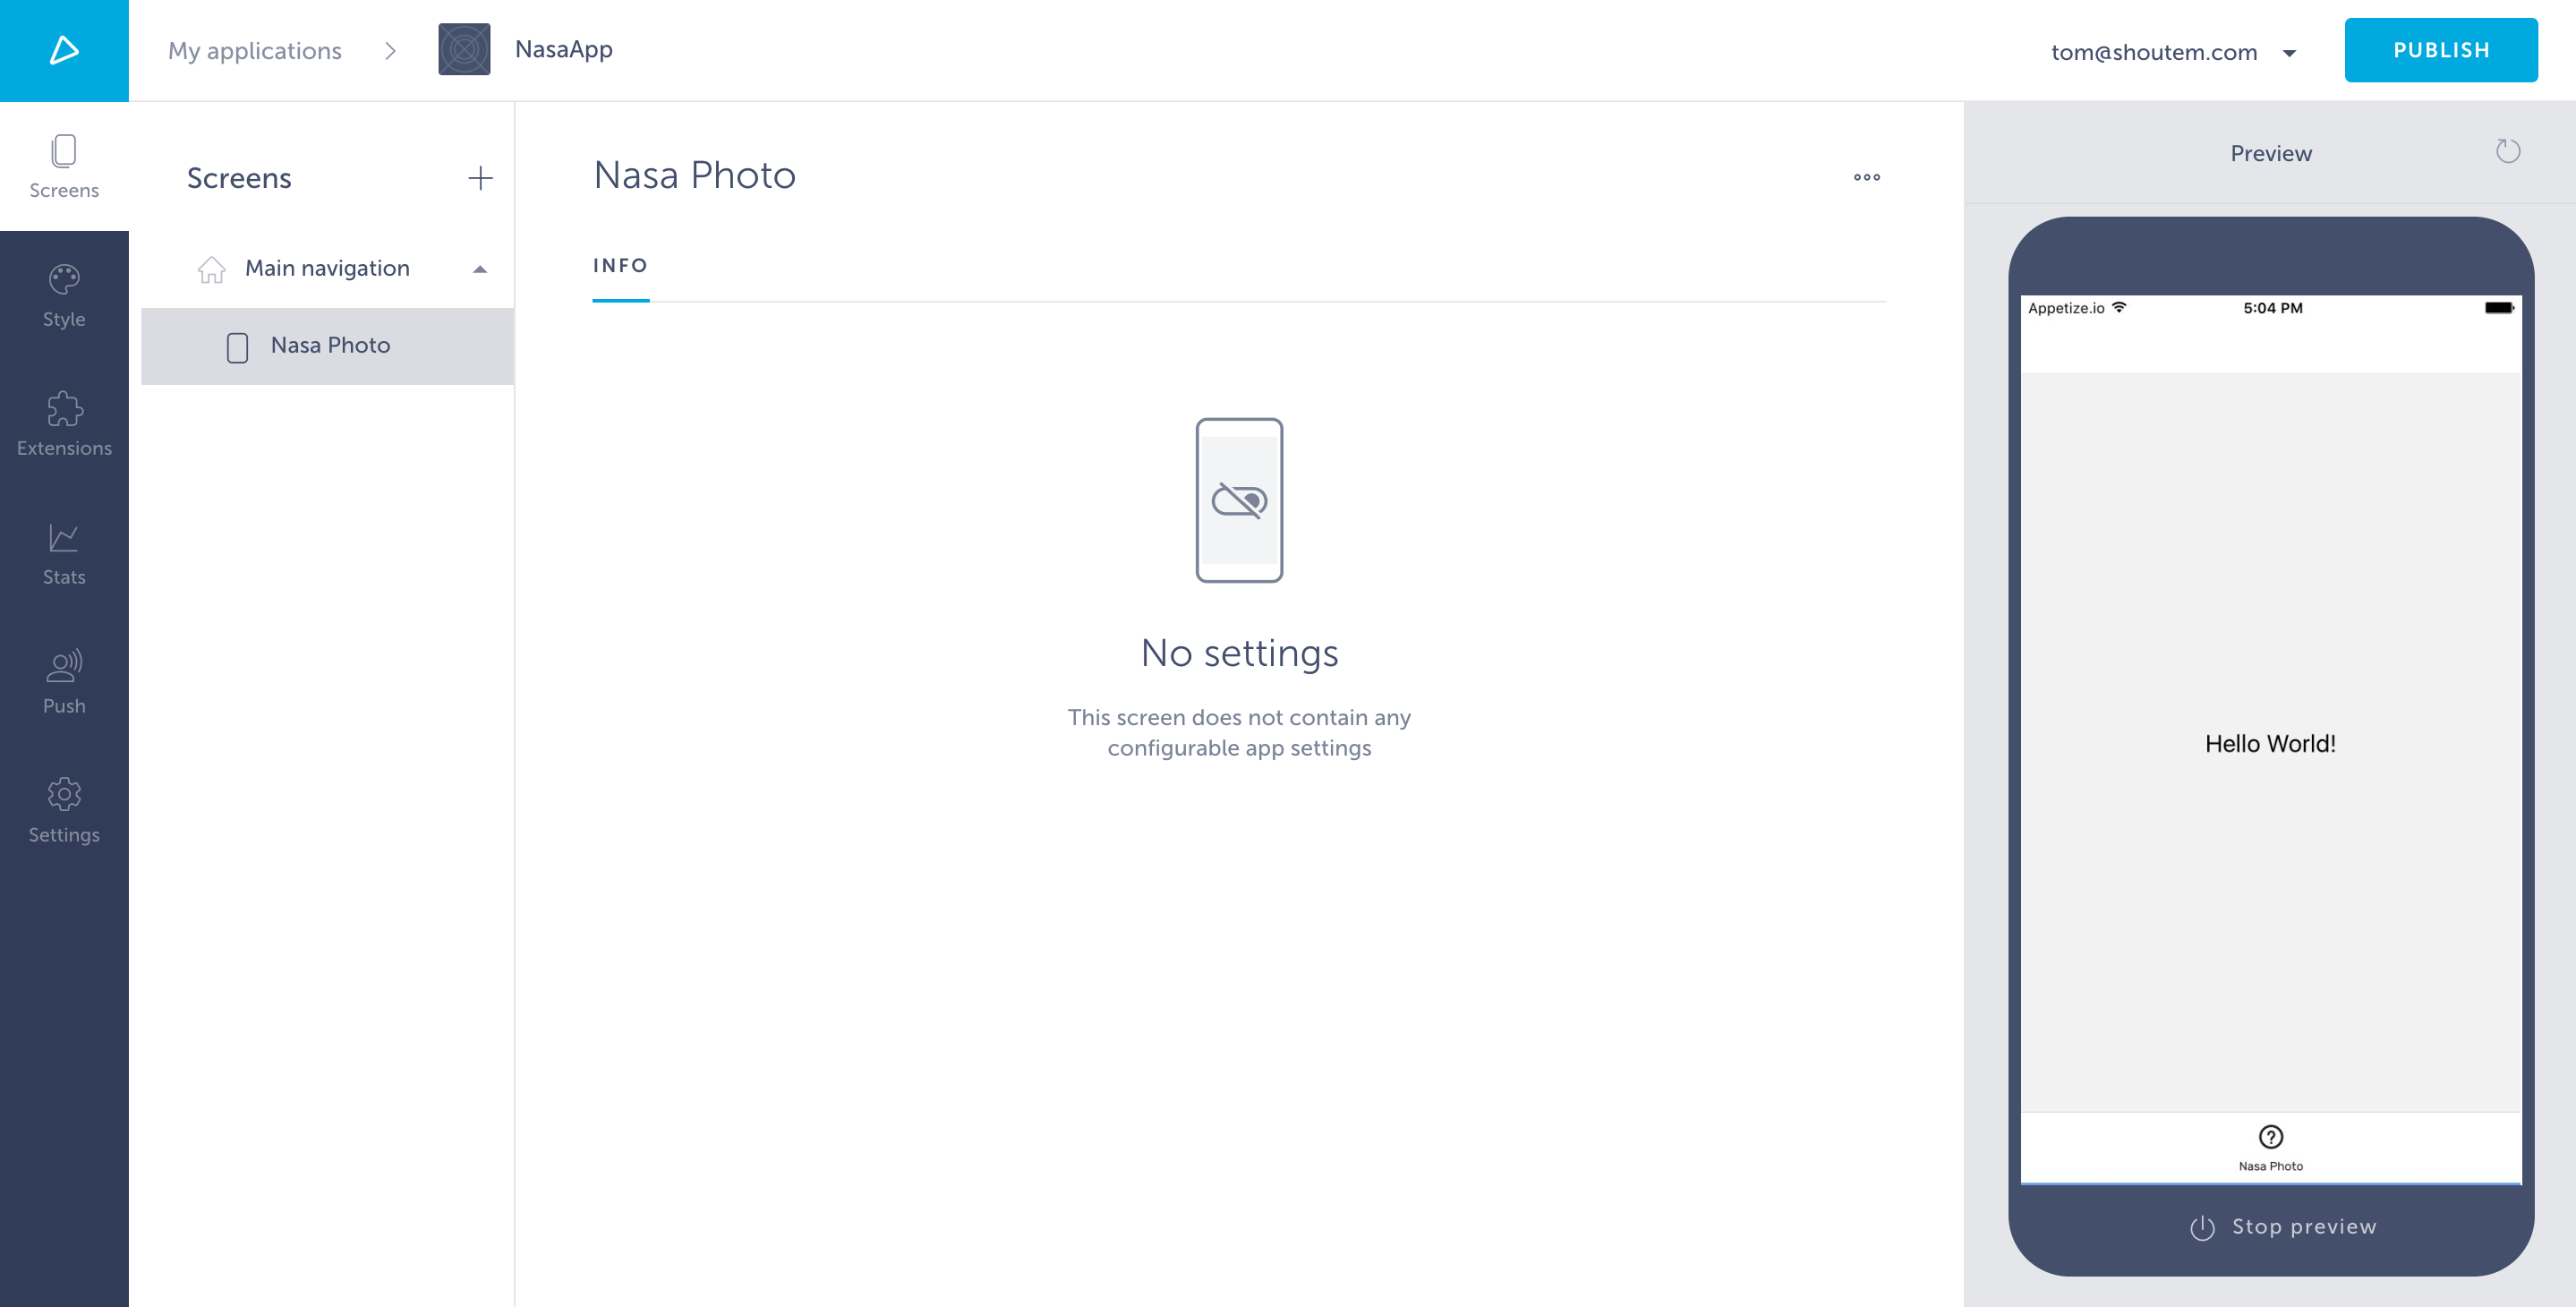 My applications
NasaApp
tom@shoutem.com
PUBLISH
Screens
Style
Extensions
Stats
Push
Settings
Screens
Main navigation
Nasa Photo
Nasa Photo
INFO
No settings
This screen does not contain any
configurable app settings
Preview
Appetize.io 5:04 PM
Hello World!
Nasa Photo
Stop preview